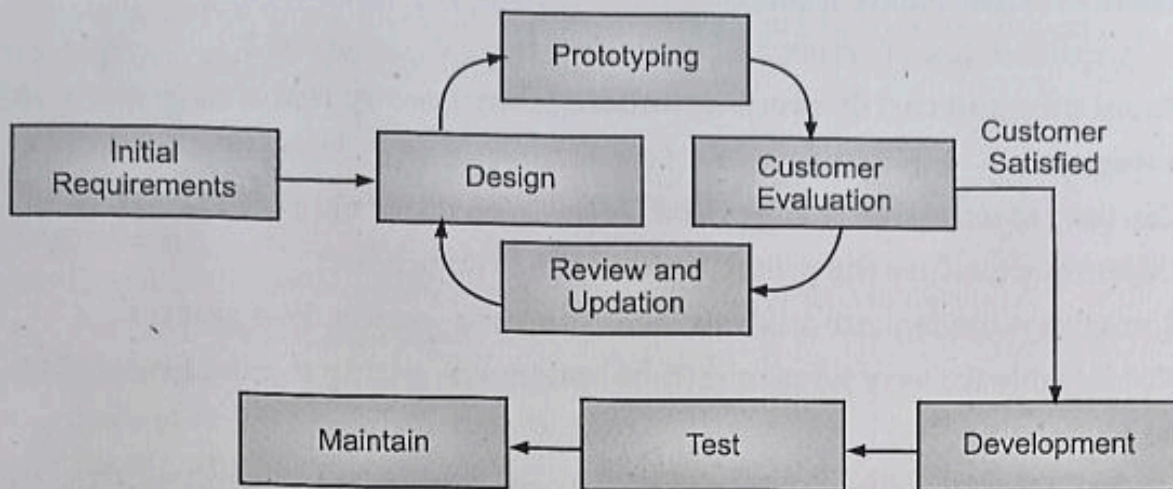 Prototyping
Initial
Requirements
Design
Customer
Evaluation
Customer
Satisfied
Review and
Updation
Maintain
Test
Development